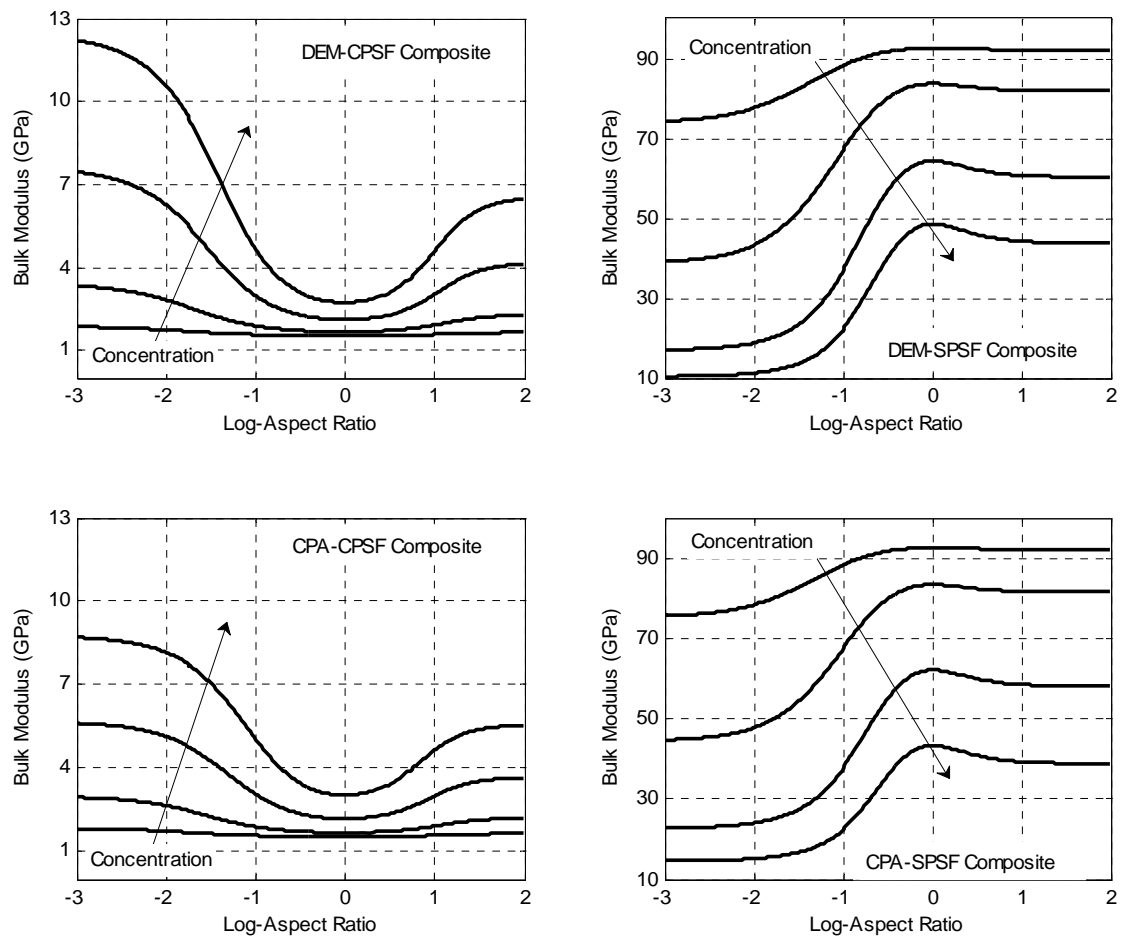 13
10
7
4
1
Bulk Modulus (GPa)
DEM-CPSF Composite
Concentration
-3 -2 -1 0 1 2
Log-Aspect Ratio
90
70
50
30
10
Bulk Modulus (GPa)
Concentration
DEM-SPSF Composite
-3 -2 -1 0 1 2
Log-Aspect Ratio
13
10
7
4
1
Bulk Modulus (GPa)
CPA-CPSF Composite
Concentration
-3 -2 -1 0 1 2
Log-Aspect Ratio
90
70
50
30
10
Bulk Modulus (GPa)
Concentration
CPA-SPSF Composite
-3 -2 -1 0 1 2
Log-Aspect Ratio